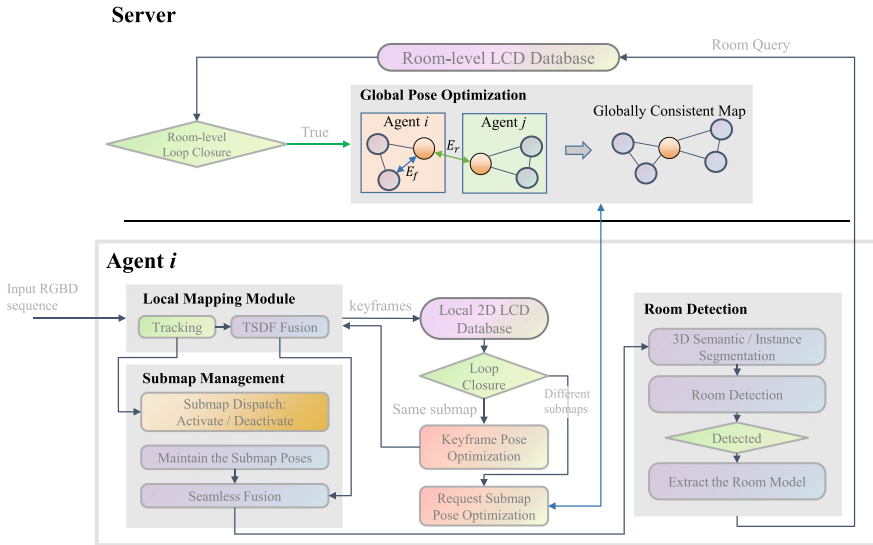 Server
Room-level LCD Database
Room Query
Global Pose Optimization
Room-level
Loop Closure
True
Agent i
Agent j
E_f
E_r
Globally Consistent Map
Agent i
Input RGBD
sequence
Local Mapping Module
Tracking
TSDF Fusion
keyframes
Local 2D LCD
Database
Loop
Closure
Same submap
Different
submaps
Keyframe Pose
Optimization
Request Submap
Pose Optimization
Submap Management
Submap Dispatch:
Activate / Deactivate
Maintain the Submap Poses
Seamless Fusion
Room Detection
3D Semantic / Instance
Segmentation
Room Detection
Detected
Extract the Room Model